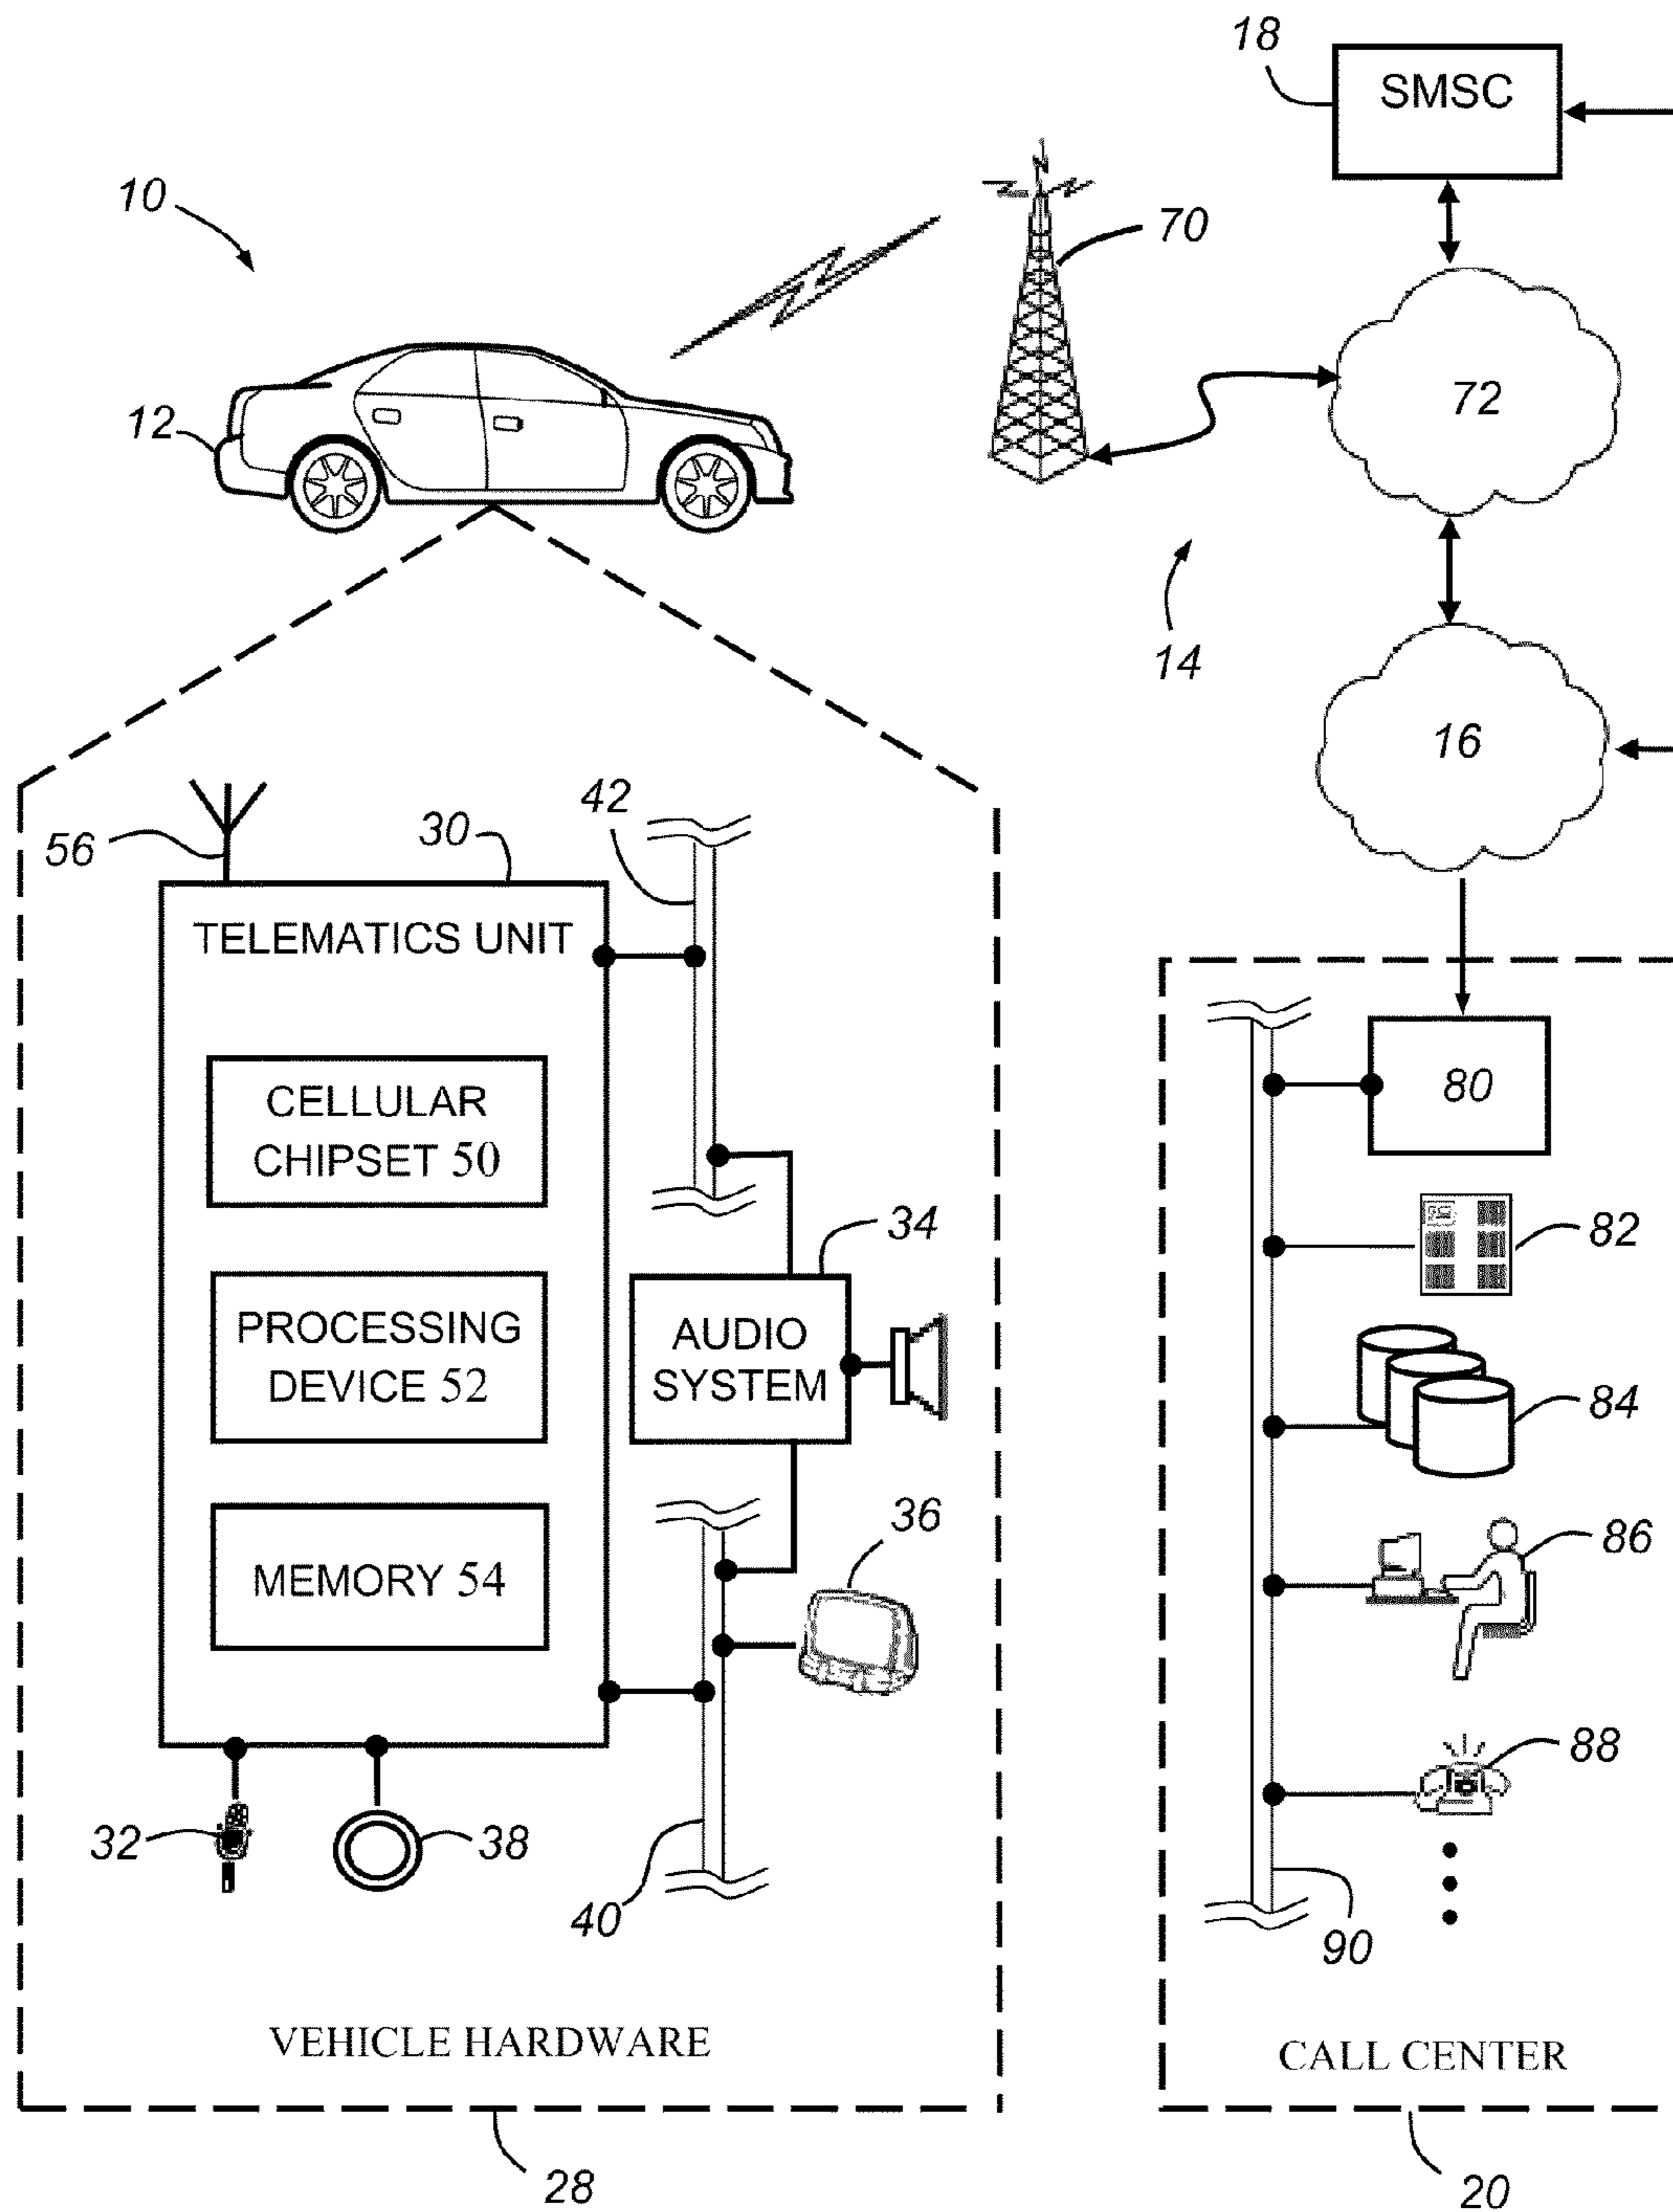 18
SMSC
10
70
12
72
14
16
42
30
56
TELEMATICS UNIT
CELLULAR
CHIPSET 50
80
34
82
PROCESSING
DEVICE 52
AUDIO
SYSTEM
84
36
86
MEMORY 54
88
32
38
40
90
VEHICLE HARDWARE
CALL CENTER
28
20